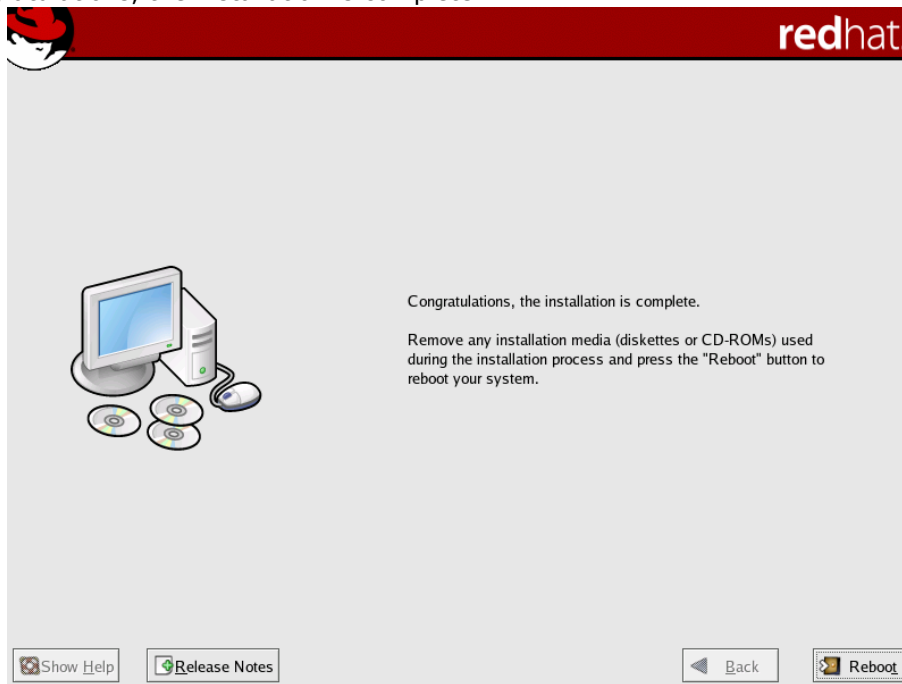 redhat.
Congratulations, the installation is complete.
Remove any installation media (diskettes or CD-ROMs) used
during the installation process and press the "Reboot" button to
reboot your system.
Show Help
Release Notes
Back
Reboot